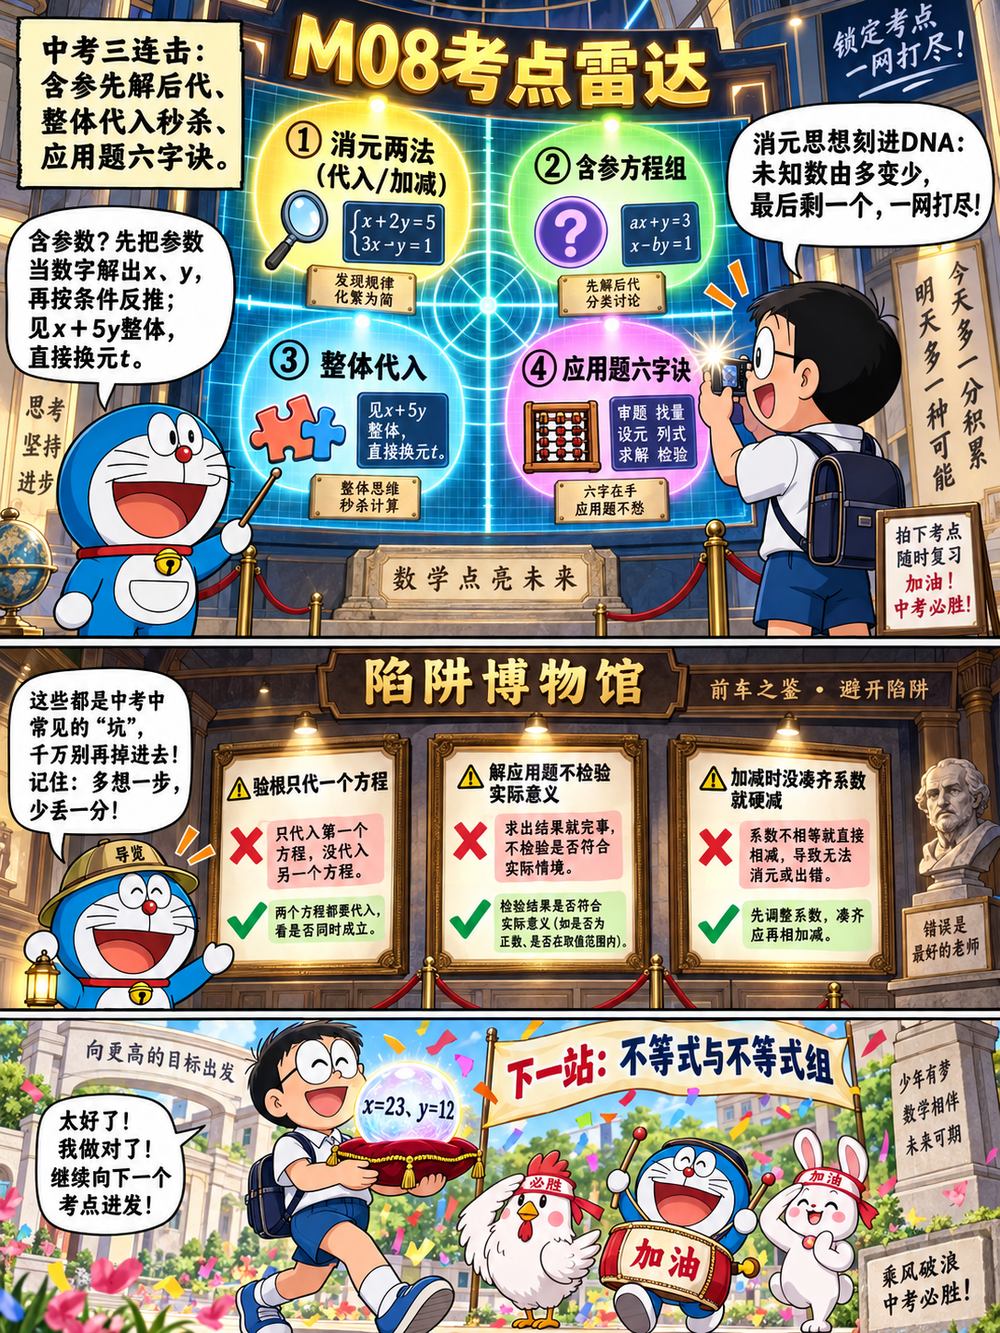 中考三连击：
含参先解后代、
整体代入秒杀、
应用题六字诀。
M08考点雷达
锁定考点
一网打尽！
① 消元两法
(代入/加减)
x+2y=5
3x-y=1
发现规律
化繁为简
② 含参方程组
?
ax+y=3
x-by=1
先解后代
分类讨论
消元思想刻进DNA：
未知数由多变少，
最后剩一个，一网打尽！
含参数？先把参数
当数字解出x、y，
再按条件反推；
见x+5y整体，
直接换元t。
③ 整体代入
见x+5y
整体，
直接换元t。
整体思维
秒杀计算
④ 应用题六字诀
审题 找量
设元 列式
求解 检验
六字在手
应用题不愁
思考
坚持
进步
今天多一分积累
明天多一种可能
数学点亮未来
拍下考点
随时复习
加油！
中考必胜！
陷阱博物馆
前车之鉴·避开陷阱
这些都是中考中
常见的“坑”，
千万别再掉进去！
记住：多想一步，
少丢一分！
导览
验根只代一个方程
只代入第一个
方程，没代入
另一个方程。
两个方程都要代入，
看是否同时成立。
解应用题不检验
实际意义
求出结果就完事，
不检验是否符合
实际情境。
检验结果是否符合
实际意义(如是否为
正数、是否在取值范围内)。
加减时没凑齐系数
就硬减
系数不相等就直接
相减，导致无法
消元或出错。
先调整系数，凑齐
应再相加减。
错误是
最好的老师
向更高的目标出发
太好了！
我做对了！
继续向下一个
考点进发！
x=23、y=12
下一站：不等式与不等式组
必胜
加油
加油
少年有梦
数学相伴
未来可期
乘风破浪
中考必胜！